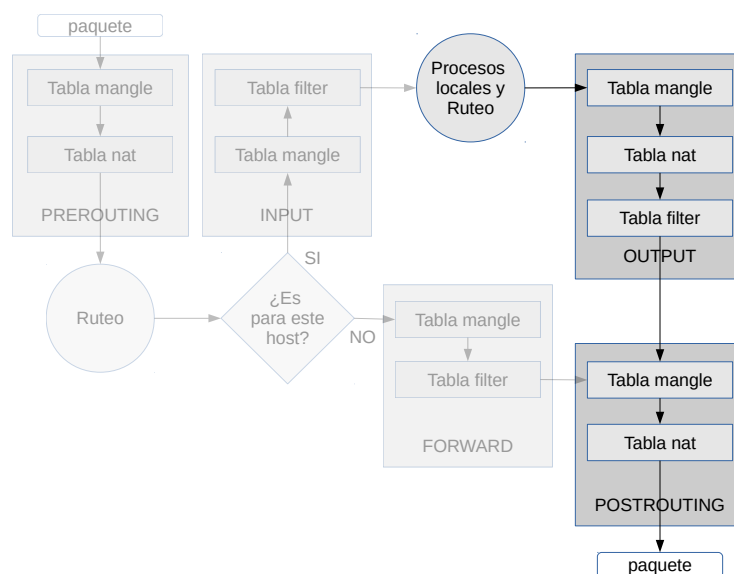 paquete
Tabla mangle
Tabla nat
PREROUTING
Ruteo
Tabla filter
Tabla mangle
INPUT
SI
¿Es
para este
host?
NO
Tabla mangle
Tabla filter
FORWARD
Procesos
locales y
Ruteo
Tabla mangle
Tabla nat
Tabla filter
OUTPUT
Tabla mangle
Tabla nat
POSTROUTING
paquete